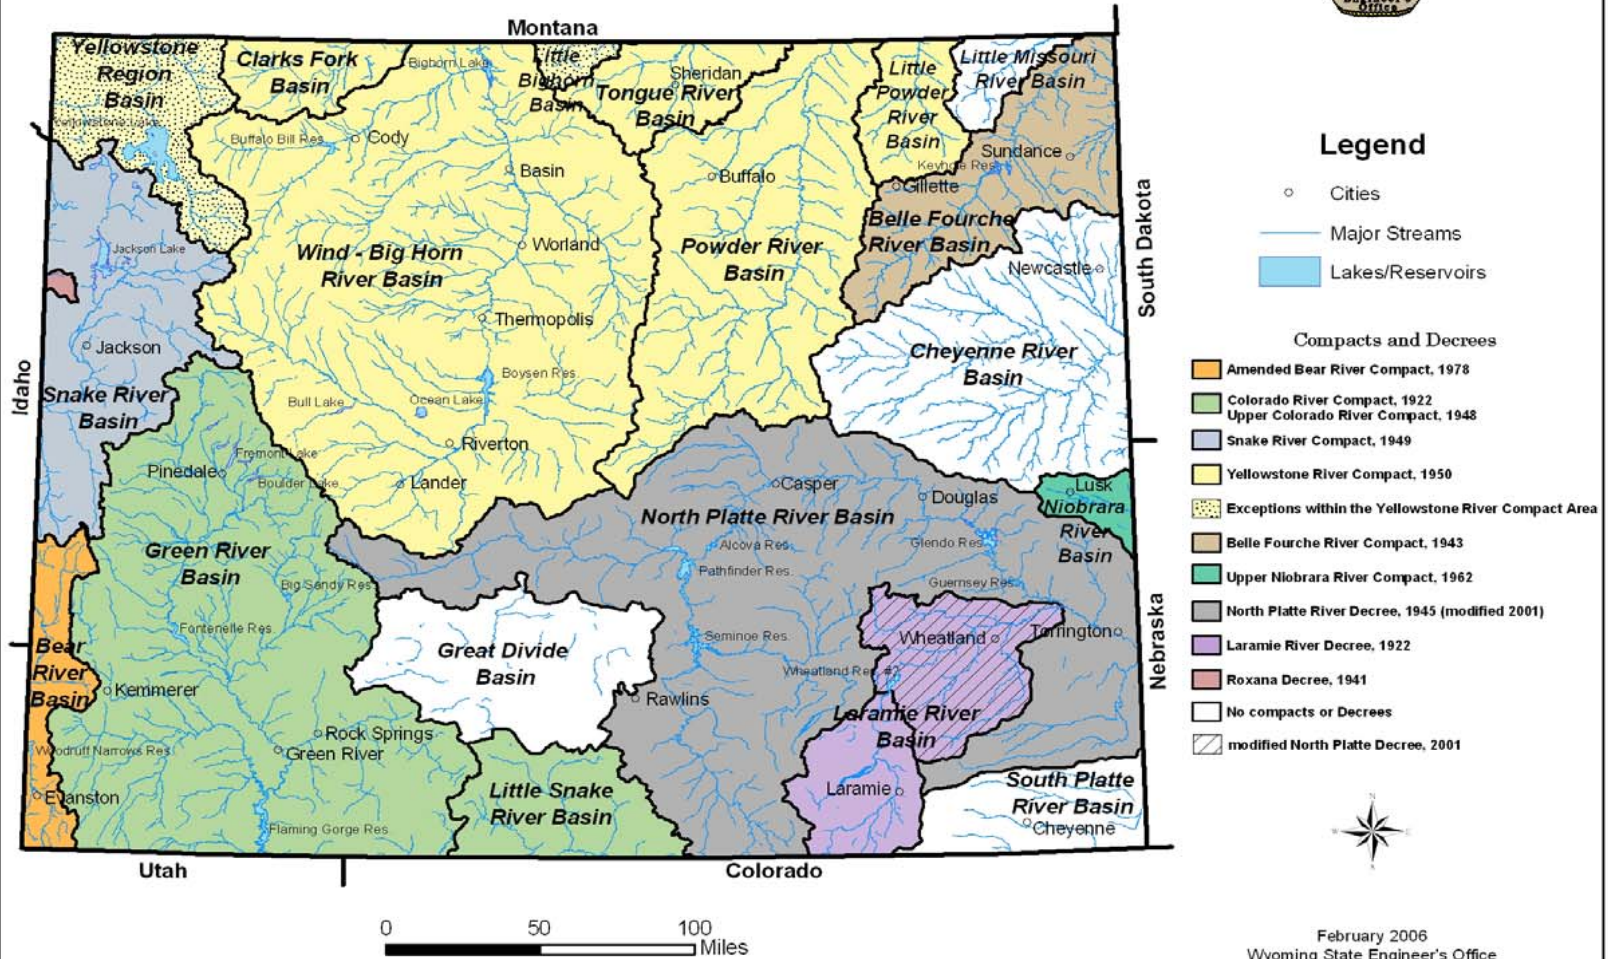 Engineer's
Office
Montana
Yellowstone
Region
Basin
Clarks Fork
Basin
Bighorn Lake
Little
Bighorn
Basin
Sheridan
Tongue River
Basin
Little
Powder
River
Basin
Little Missouri
River Basin
Yellowstone Lake
Buffalo Bill Res.
Cody
Basin
Buffalo
Keyhole Res.
Sundance
Gillette
Belle Fourche
River Basin
Jackson Lake
Wind - Big Horn
River Basin
Worland
Powder River
Basin
Newcastle
South Dakota
Thermopolis
Jackson
Cheyenne River
Basin
Idaho
Snake River
Basin
Boysen Res.
Bull Lake
Ocean Lake
Riverton
Fremont Lake
Pinedale
Boulder Lake
Lander
Casper
Douglas
Lusk
Niobrara
River
Basin
North Platte River Basin
Green River
Basin
Alcova Res.
Glendo Res.
Pathfinder Res.
Big Sandy Res.
Guernsey Res.
Fontenelle Res.
Seminoe Res.
Wheatland
Torrington
Nebraska
Bear
River
Basin
Great Divide
Basin
Wheatland Res. #2
Kemmerer
Rawlins
Laramie River
Basin
Rock Springs
Green River
Woodruff Narrows Res.
Evanston
Little Snake
River Basin
Laramie
South Platte
River Basin
Cheyenne
Flaming Gorge Res.
Utah
Colorado
0
50
100
Miles
Legend
Cities
Major Streams
Lakes/Reservoirs
Compacts and Decrees
Amended Bear River Compact, 1978
Colorado River Compact, 1922
Upper Colorado River Compact, 1948
Snake River Compact, 1949
Yellowstone River Compact, 1950
Exceptions within the Yellowstone River Compact Area
Belle Fourche River Compact, 1943
Upper Niobrara River Compact, 1962
North Platte River Decree, 1945 (modified 2001)
Laramie River Decree, 1922
Roxana Decree, 1941
No compacts or Decrees
modified North Platte Decree, 2001
N
W
E
February 2006
Wyoming State Engineer's Office